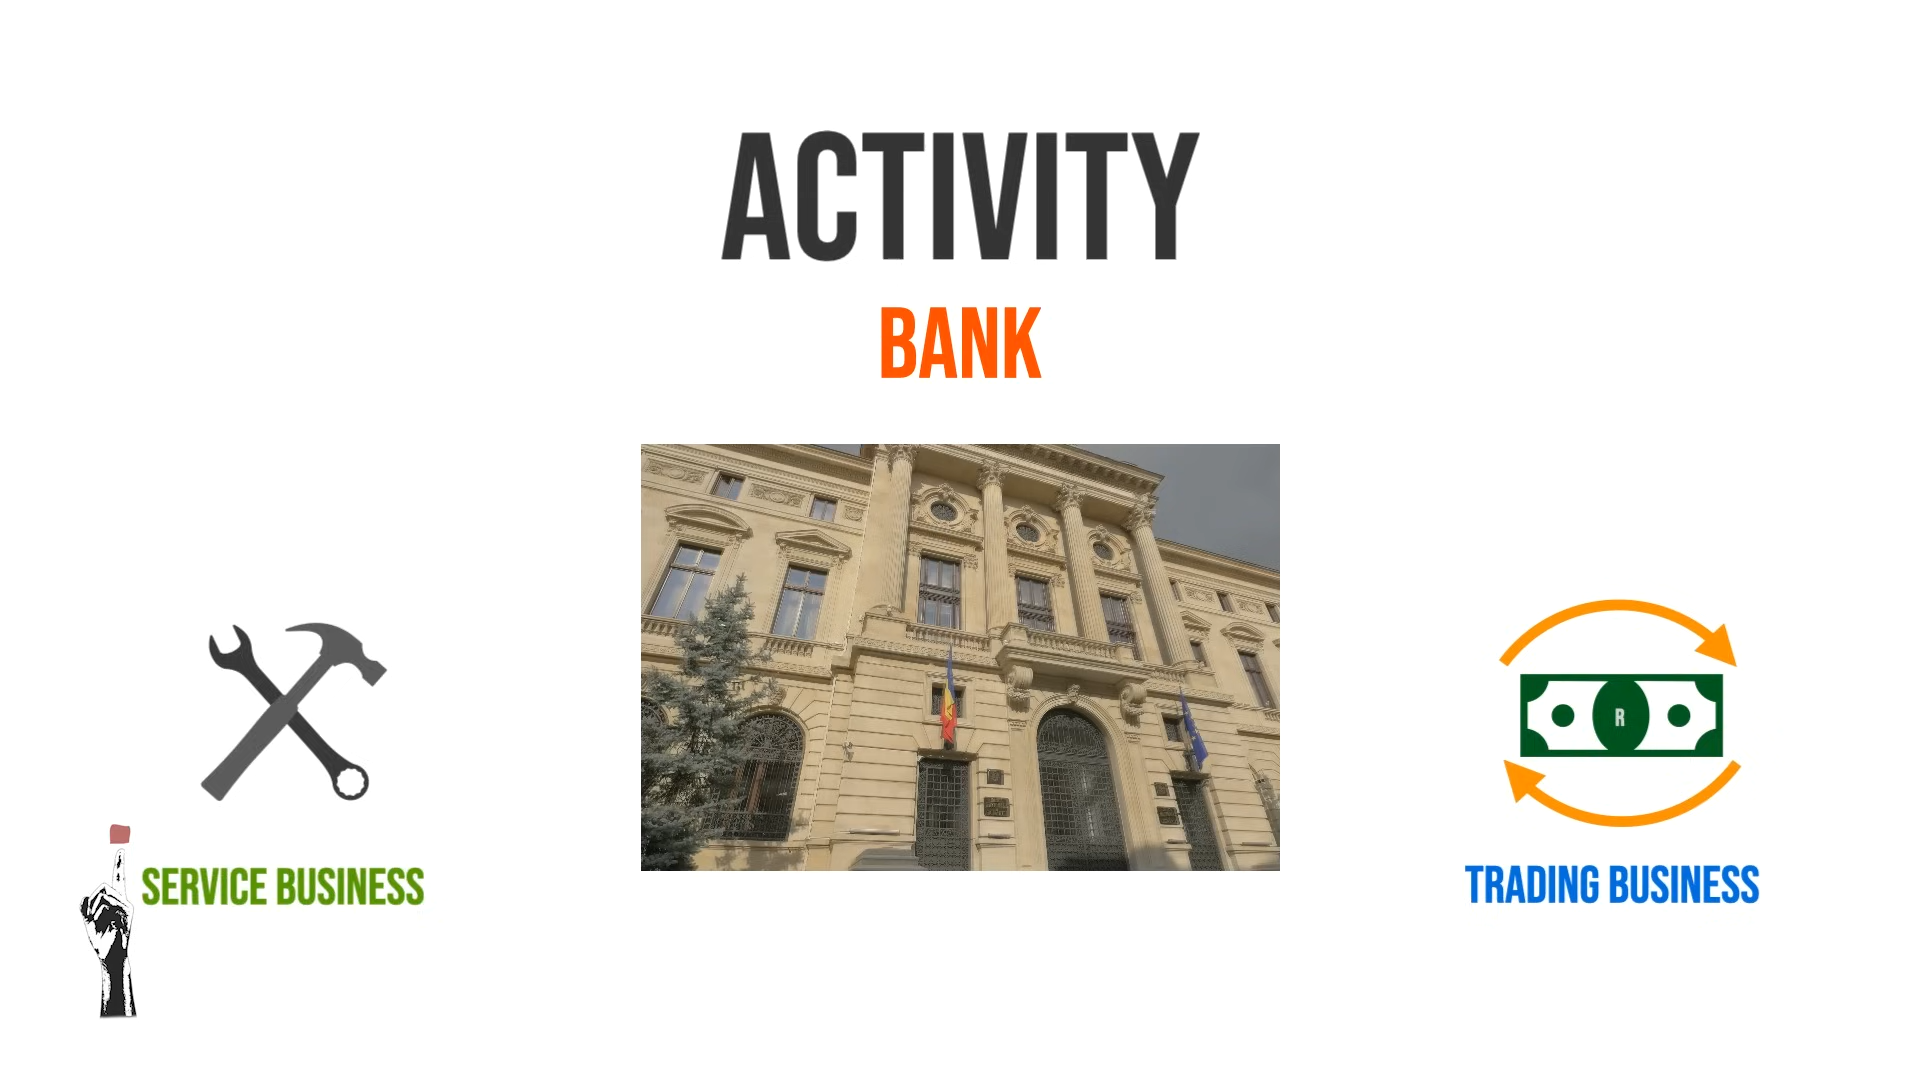 ACTIVITY
BANK
R
SERVICE BUSINESS
TRADING BUSINESS